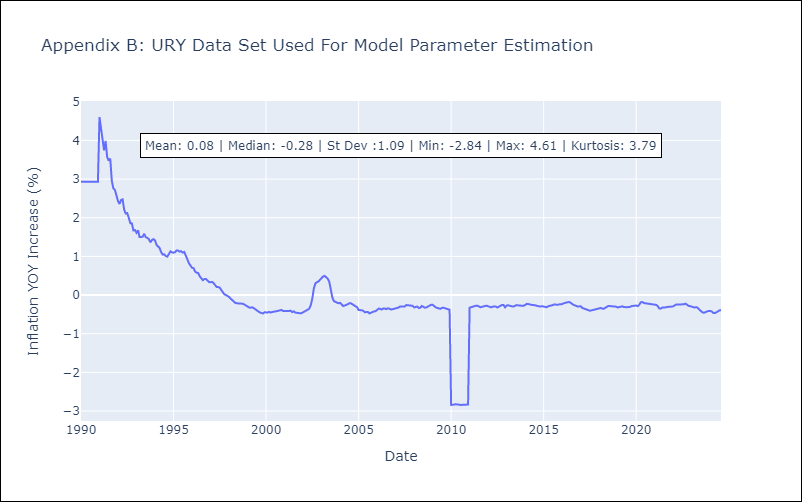 Appendix B: URY Data Set Used For Model Parameter Estimation
Mean: 0.08 | Median: -0.28 | St Dev :1.09 | Min: -2.84 | Max: 4.61 | Kurtosis: 3.79
Inflation YOY Increase (%)
5
4
3
2
1
0
−1
−2
−3
1990 1995 2000 2005 2010 2015 2020
Date